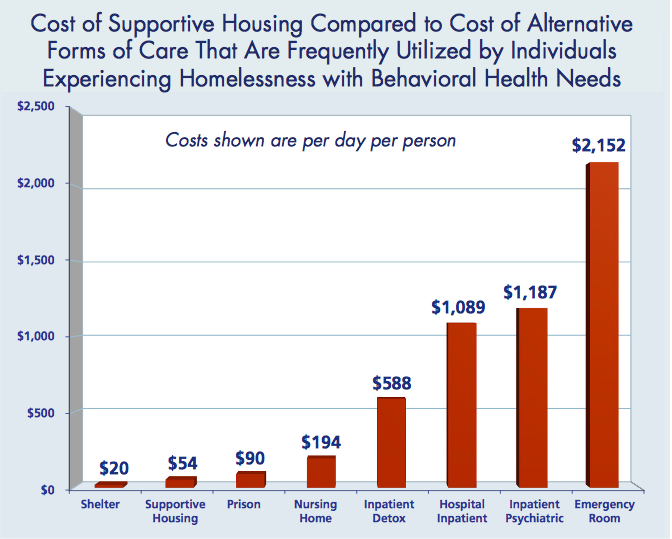 Cost of Supportive Housing Compared to Cost of Alternative
Forms of Care That Are Frequently Utilized by Individuals
Experiencing Homelessness with Behavioral Health Needs
$2,500
Costs shown are per day per person
$2,152
$2,000
$1,500
$1,187
$1,089
$1,000
$588
$500
$194
$90
$54
$20
$0
Shelter
Supportive
Housing
Prison
Nursing
Home
Inpatient
Detox
Hospital
Inpatient
Inpatient
Psychiatric
Emergency
Room